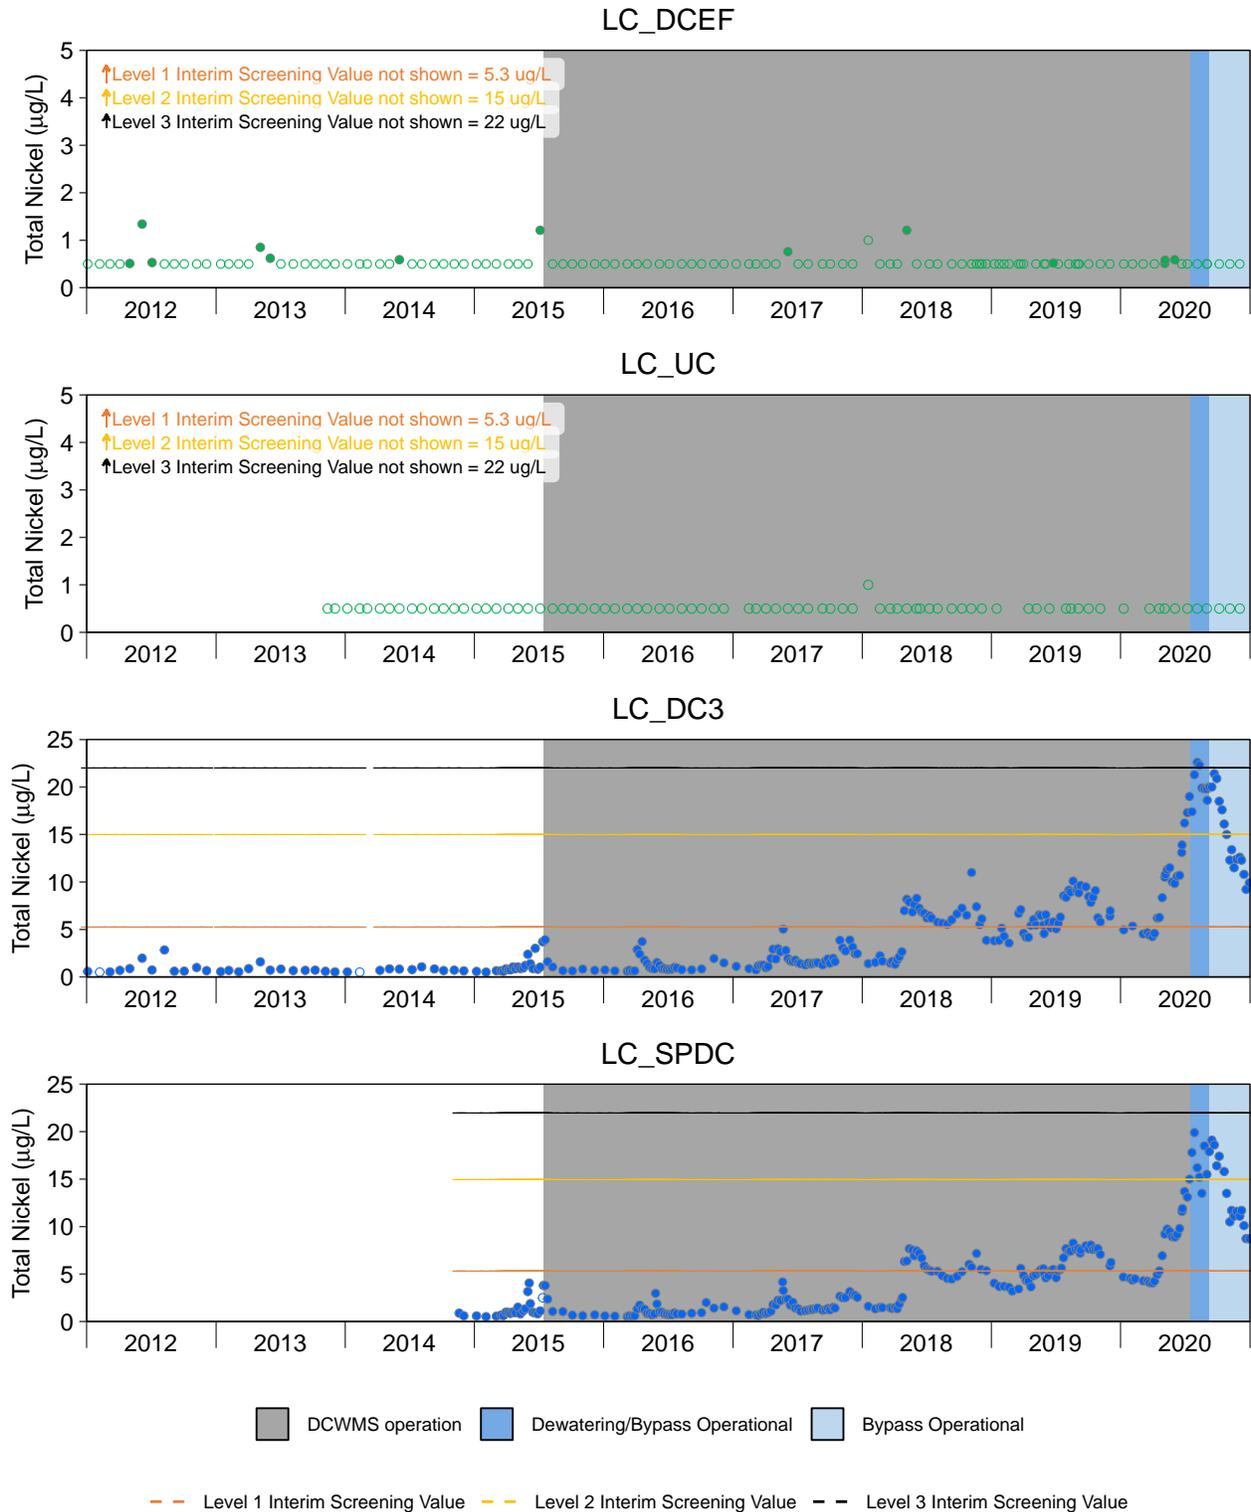 LC_DCEF
Total Nickel (µg/L)
5
4
3
2
1
0
↑Level 1 Interim Screening Value not shown = 5.3 ug/L
↑Level 2 Interim Screening Value not shown = 15 ug/L
↑Level 3 Interim Screening Value not shown = 22 ug/L
2012 2013 2014 2015 2016 2017 2018 2019 2020
LC_UC
Total Nickel (µg/L)
5
4
3
2
1
0
↑Level 1 Interim Screening Value not shown = 5.3 ug/L
↑Level 2 Interim Screening Value not shown = 15 ug/L
↑Level 3 Interim Screening Value not shown = 22 ug/L
2012 2013 2014 2015 2016 2017 2018 2019 2020
LC_DC3
Total Nickel (µg/L)
25
20
15
10
5
0
2012 2013 2014 2015 2016 2017 2018 2019 2020
LC_SPDC
Total Nickel (µg/L)
25
20
15
10
5
0
2012 2013 2014 2015 2016 2017 2018 2019 2020
DCWMS operation Dewatering/Bypass Operational Bypass Operational
Level 1 Interim Screening Value Level 2 Interim Screening Value Level 3 Interim Screening Value